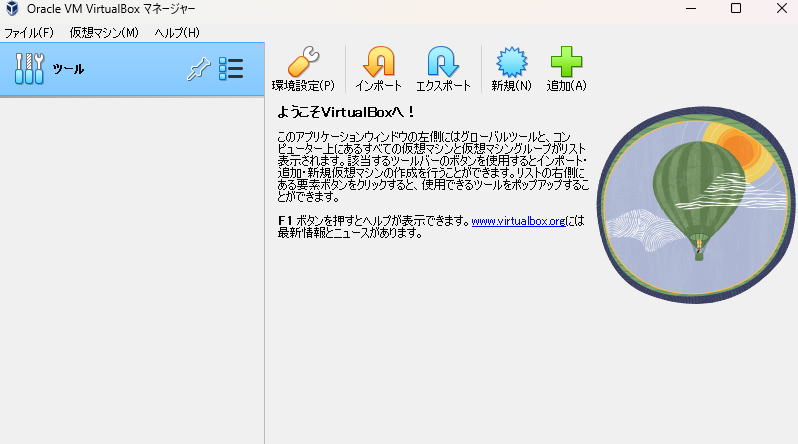 Oracle VM VirtualBox マネージャー
ファイル(F) 仮想マシン(M) ヘルプ(H)
ツール
環境設定(P) インポート エクスポート 新規(N) 追加(A)
ようこそVirtualBoxへ！
このアプリケーションウィンドウの左側にはグローバルツールと、コン
ピューター上にあるすべての仮想マシンと仮想マシングループがリスト
表示されます。該当するツールバーのボタンを使用するとインポート・
追加・新規仮想マシンの作成を行うことができます。リストの右側に
ある要素ボタンをクリックすると、使用できるツールをポップアップするこ
とができます。
F1 ボタンを押すとヘルプが表示できます。www.virtualbox.orgには
最新情報とニュースがあります。